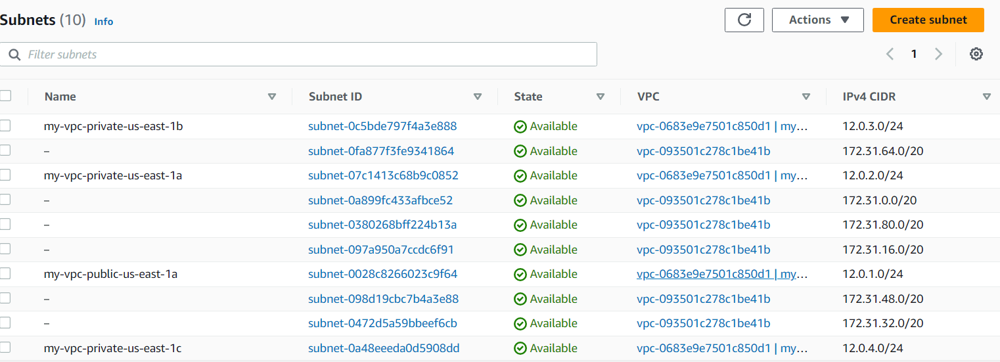 Subnets (10) Info Actions Create subnet
Filter subnets 1
Name Subnet ID State VPC IPv4 CIDR
my-vpc-private-us-east-1b subnet-0c5bde797f4a3e888 Available vpc-0683e9e7501c850d1 | my… 12.0.3.0/24
– subnet-0fa877f3fe9341864 Available vpc-093501c278c1be41b 172.31.64.0/20
my-vpc-private-us-east-1a subnet-07c1413c68b9c0852 Available vpc-0683e9e7501c850d1 | my… 12.0.2.0/24
– subnet-0a899fc433afbce52 Available vpc-093501c278c1be41b 172.31.0.0/20
– subnet-0380268bff224b13a Available vpc-093501c278c1be41b 172.31.80.0/20
– subnet-097a950a7ccdc6f91 Available vpc-093501c278c1be41b 172.31.16.0/20
my-vpc-public-us-east-1a subnet-0028c8266023c9f64 Available vpc-0683e9e7501c850d1 | my… 12.0.1.0/24
– subnet-098d19cbc7b4a3e88 Available vpc-093501c278c1be41b 172.31.48.0/20
– subnet-0472d5a59bbeef6cb Available vpc-093501c278c1be41b 172.31.32.0/20
my-vpc-private-us-east-1c subnet-0a48eeeda0d5908dd Available vpc-0683e9e7501c850d1 | my… 12.0.4.0/24